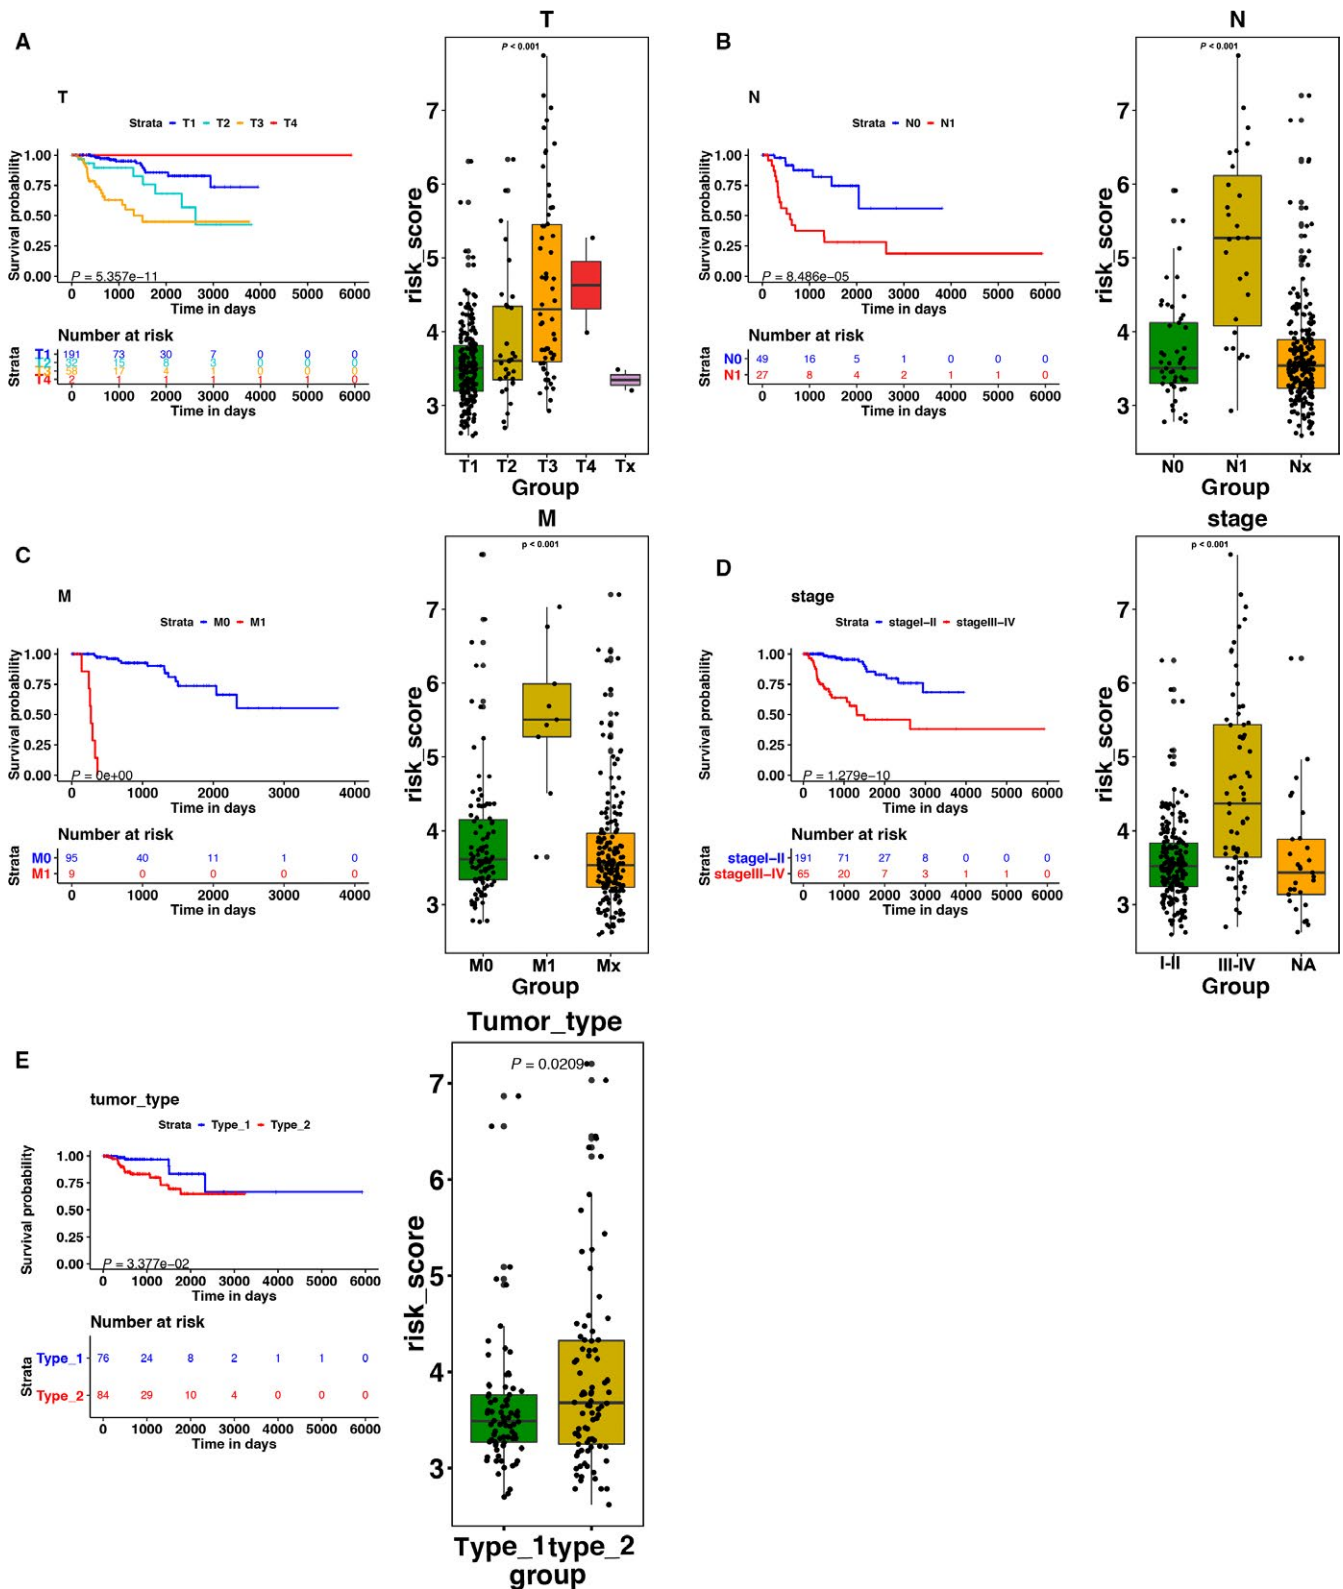 A
T
Strata T1 T2 T3 T4
Survival probability
1.00
0.75
0.50
0.25
0.00
P = 5.357e−11
0 1000 2000 3000 4000 5000 6000
Time in days
Number at risk
Strata
T1 191 73 30 7 0 0 0
T2 32 15 8 3 0 0 0
T3 58 17 4 1 0 0 0
T4 2 1 1 1 1 1 0
0 1000 2000 3000 4000 5000 6000
Time in days
T
P < 0.001
risk_score
7
6
5
4
3
T1 T2 T3 T4 Tx
Group
B
N
Strata N0 N1
Survival probability
1.00
0.75
0.50
0.25
0.00
P = 8.486e−05
0 1000 2000 3000 4000 5000 6000
Time in days
Number at risk
Strata
N0 49 16 5 1 0 0 0
N1 27 8 4 2 1 1 0
0 1000 2000 3000 4000 5000 6000
Time in days
N
P < 0.001
risk_score
7
6
5
4
3
N0 N1 Nx
Group
C
M
Strata M0 M1
Survival probability
1.00
0.75
0.50
0.25
0.00
P = 0e+00
0 1000 2000 3000 4000
Time in days
Number at risk
Strata
M0 95 40 11 1 0
M1 9 0 0 0 0
0 1000 2000 3000 4000
Time in days
M
p < 0.001
risk_score
7
6
5
4
3
M0 M1 Mx
Group
D
stage
Strata stageI−II stageIII−IV
Survival probability
1.00
0.75
0.50
0.25
0.00
P = 1.279e−10
0 1000 2000 3000 4000 5000 6000
Time in days
Number at risk
Strata
stageI−II 191 71 27 8 0 0 0
stageIII−IV 65 20 7 3 1 1 0
0 1000 2000 3000 4000 5000 6000
Time in days
stage
p < 0.001
risk_score
7
6
5
4
3
I-II III-IV NA
Group
E
tumor_type
Strata Type_1 Type_2
Survival probability
1.00
0.75
0.50
0.25
0.00
P = 3.377e−02
0 1000 2000 3000 4000 5000 6000
Time in days
Number at risk
Strata
Type_1 76 24 8 2 1 1 0
Type_2 84 29 10 4 0 0 0
0 1000 2000 3000 4000 5000 6000
Time in days
Tumor_type
P = 0.0209
risk_score
7
6
5
4
3
Type_1 type_2
group